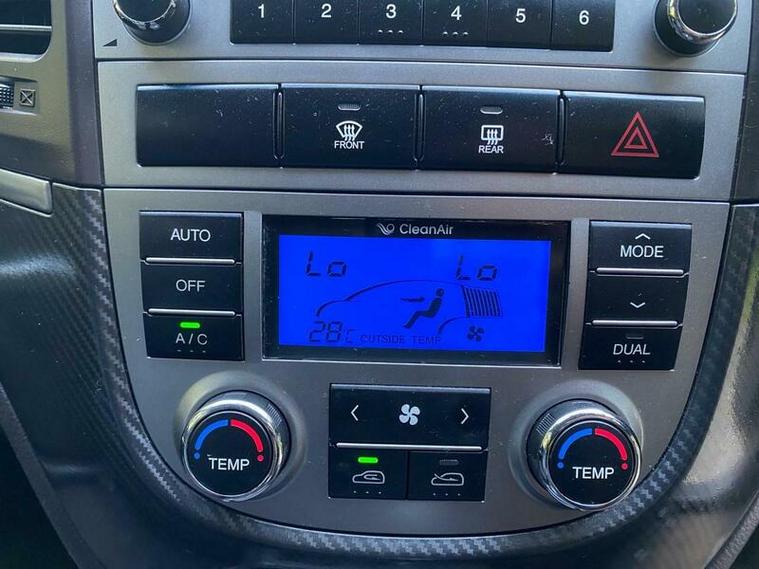 1 2 3 4 5 6
FRONT
REAR
CleanAir
AUTO
MODE
Lo Lo
OFF
28°C OUTSIDE TEMP
A/C
DUAL
TEMP
TEMP